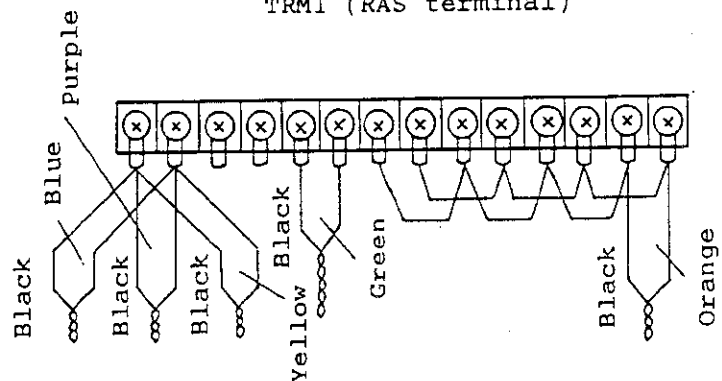 TRM1 (RAS terminal)
Purple
Blue
Black
Black
Black
Yellow
Black
Green
Black
Orange